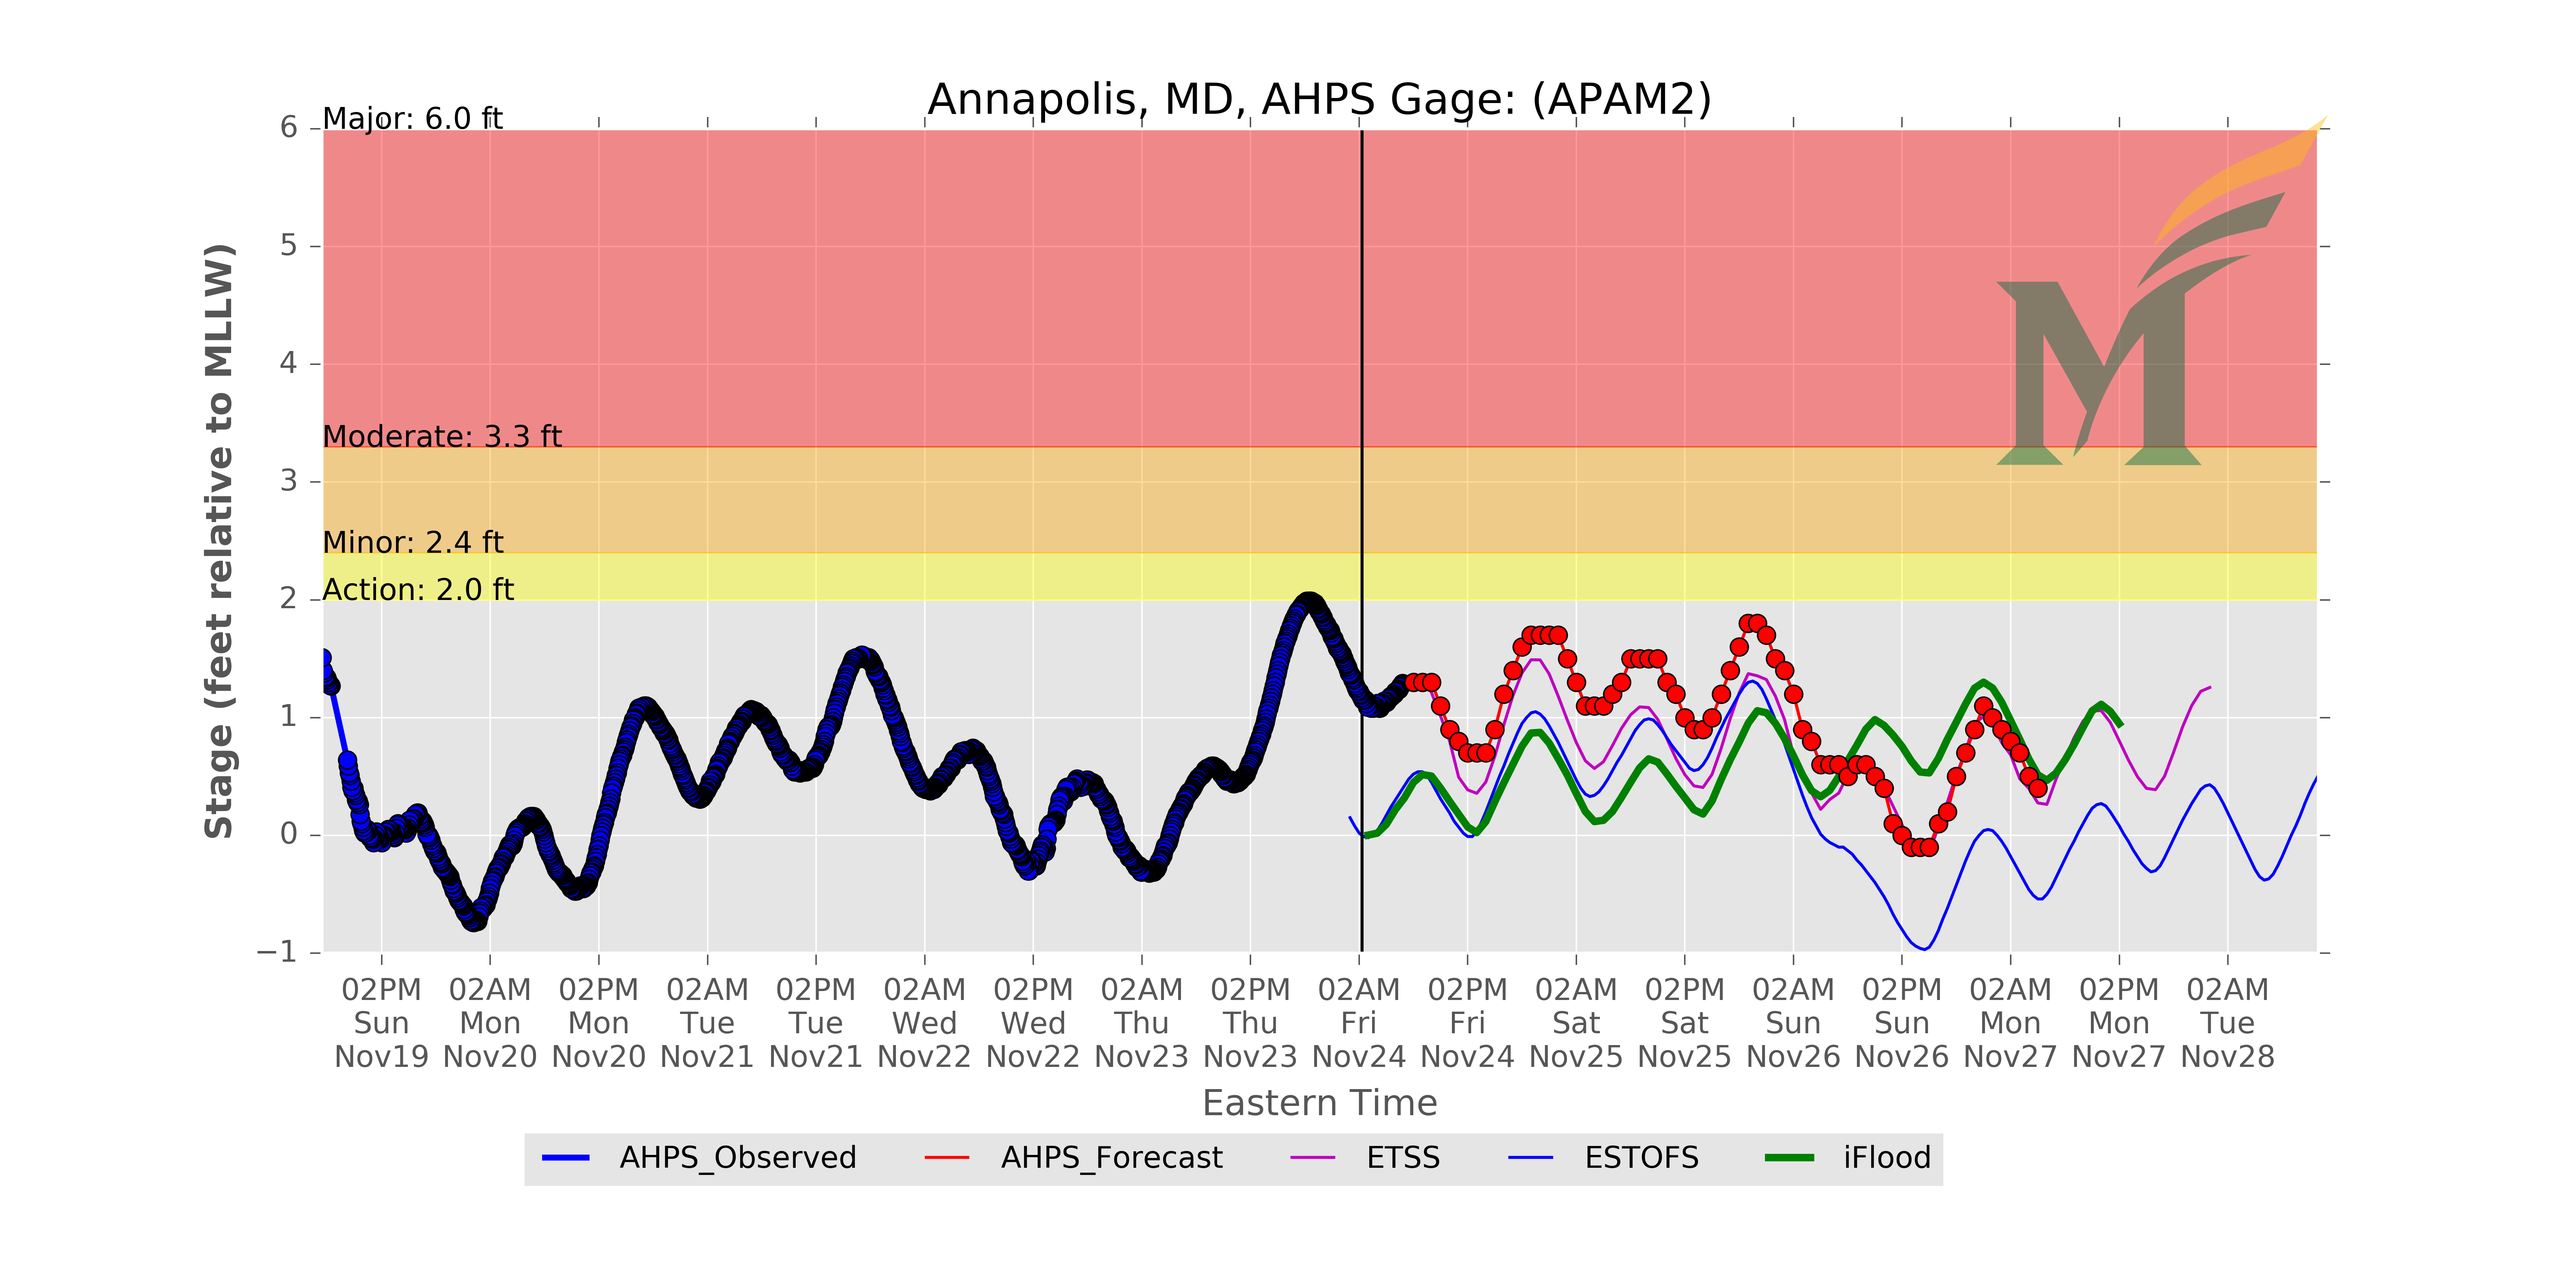 Annapolis, MD, AHPS Gage: (APAM2)
Major: 6.0 ft
Moderate: 3.3 ft
Minor: 2.4 ft
Action: 2.0 ft
6
5
4
3
2
1
0
−1
Stage (feet relative to MLLW)
02PM 02AM 02PM 02AM 02PM 02AM 02PM 02AM 02PM 02AM 02PM 02AM 02PM 02AM 02PM 02AM 02PM 02AM
Sun Mon Mon Tue Tue Wed Wed Thu Thu Fri Fri Sat Sat Sun Sun Mon Mon Tue
Nov19 Nov20 Nov20 Nov21 Nov21 Nov22 Nov22 Nov23 Nov23 Nov24 Nov24 Nov25 Nov25 Nov26 Nov26 Nov27 Nov27 Nov28
Eastern Time
AHPS_Observed AHPS_Forecast ETSS ESTOFS iFlood